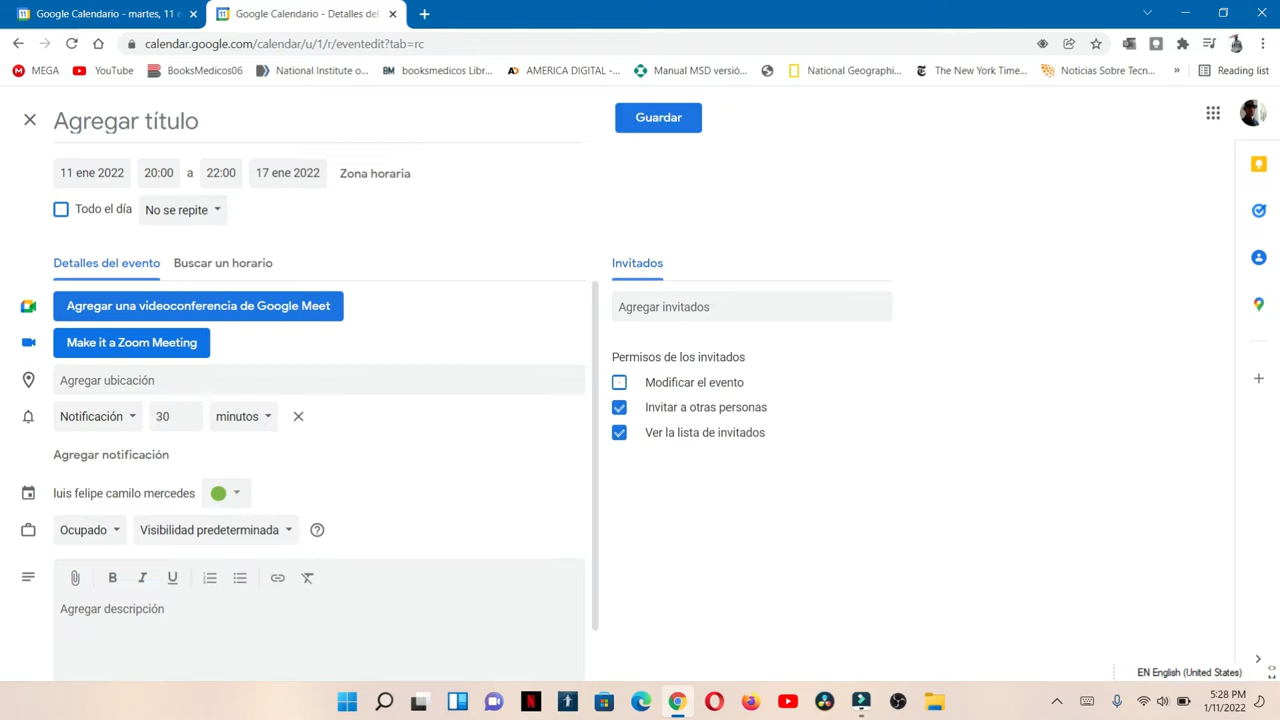 Google Calendario - martes, 11 e
Google Calendario - Detalles del
calendar.google.com/calendar/u/1/r/eventedit?tab=rc
MEGA
YouTube
BooksMedicos06
National Institute o...
booksmedicos Libr...
AMERICA DIGITAL -...
Manual MSD versió...
National Geographi...
The New York Time...
Noticias Sobre Tecn...
»
Reading list
Agregar título
Guardar
11 ene 2022 20:00 a 22:00 17 ene 2022 Zona horaria
Todo el día No se repite
Detalles del evento Buscar un horario
Invitados
Agregar una videoconferencia de Google Meet
Agregar invitados
Make it a Zoom Meeting
Permisos de los invitados
Agregar ubicación
Modificar el evento
Notificación 30 minutos
Invitar a otras personas
Ver la lista de invitados
Agregar notificación
luis felipe camilo mercedes
Ocupado Visibilidad predeterminada
B I U
Agregar descripción
EN English (United States)
5:28 PM
1/11/2022